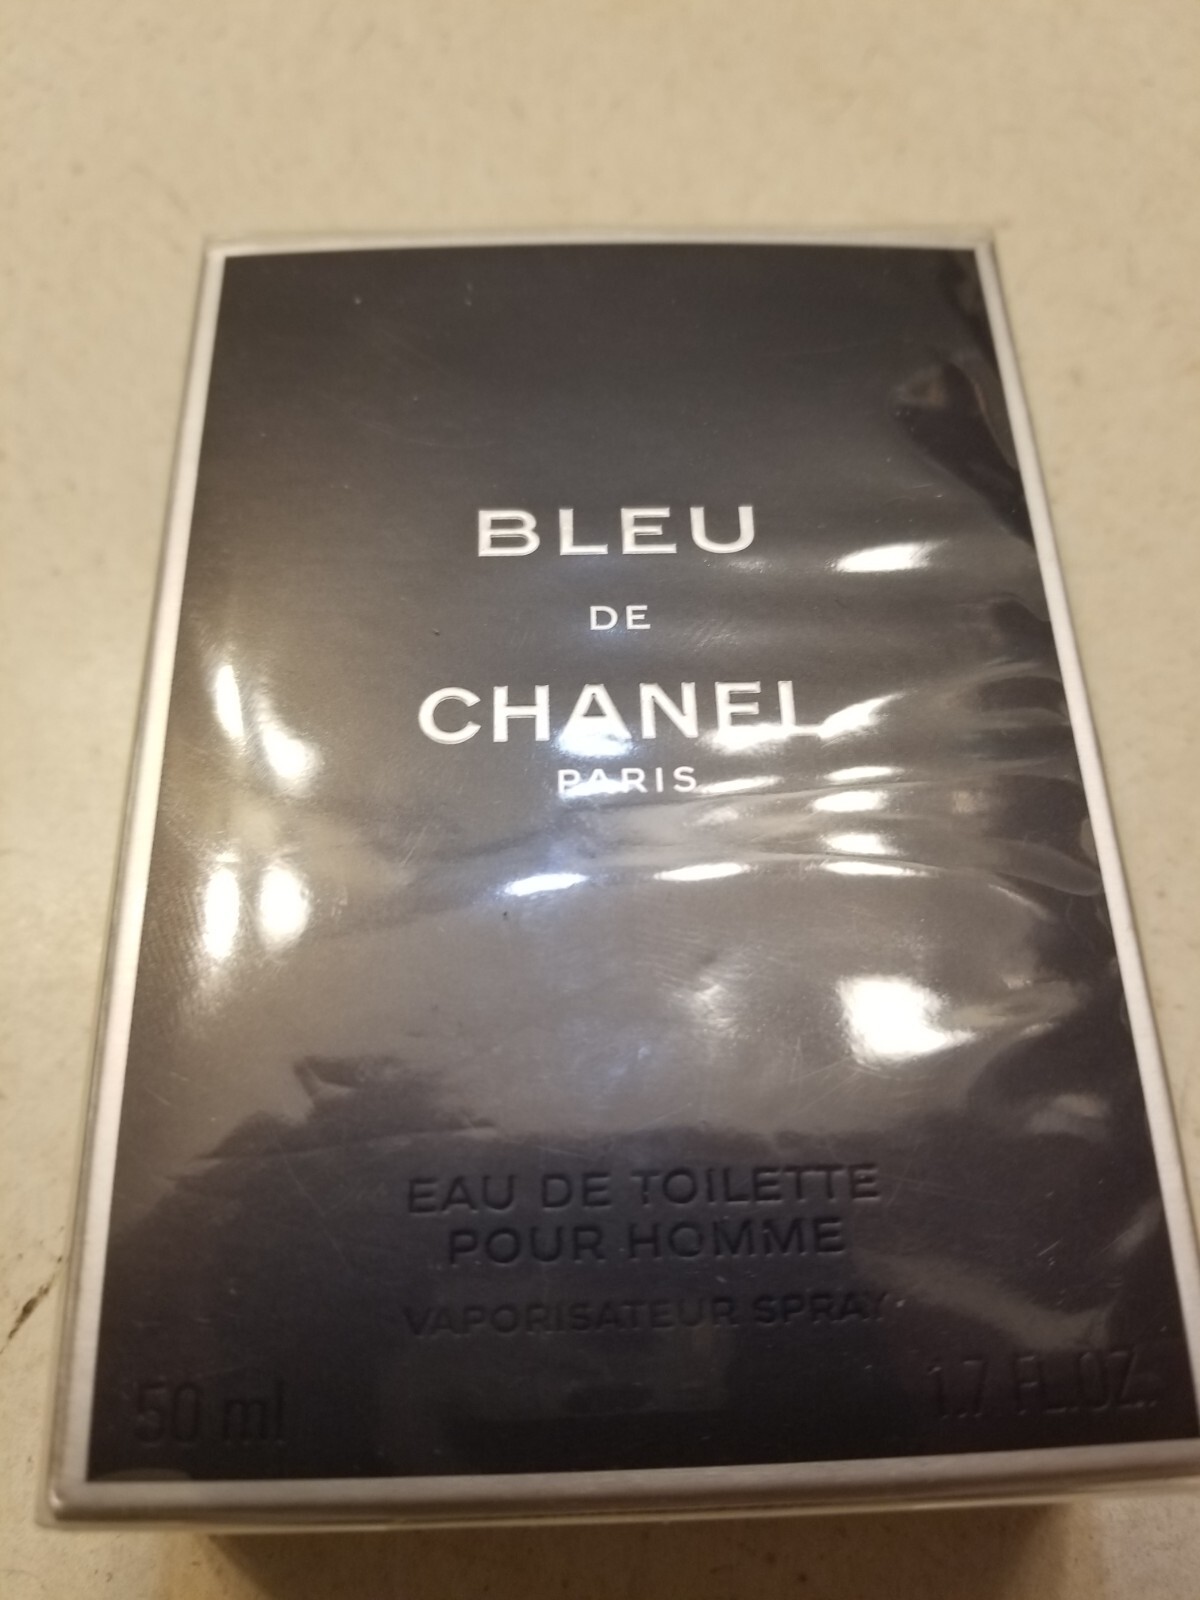 BLEU
DE
CHANEL
PARIS
EAU DE TOILETTE
POUR HOMME
VAPORISATEUR SPRAY
50 ml 1.7 FL.OZ.